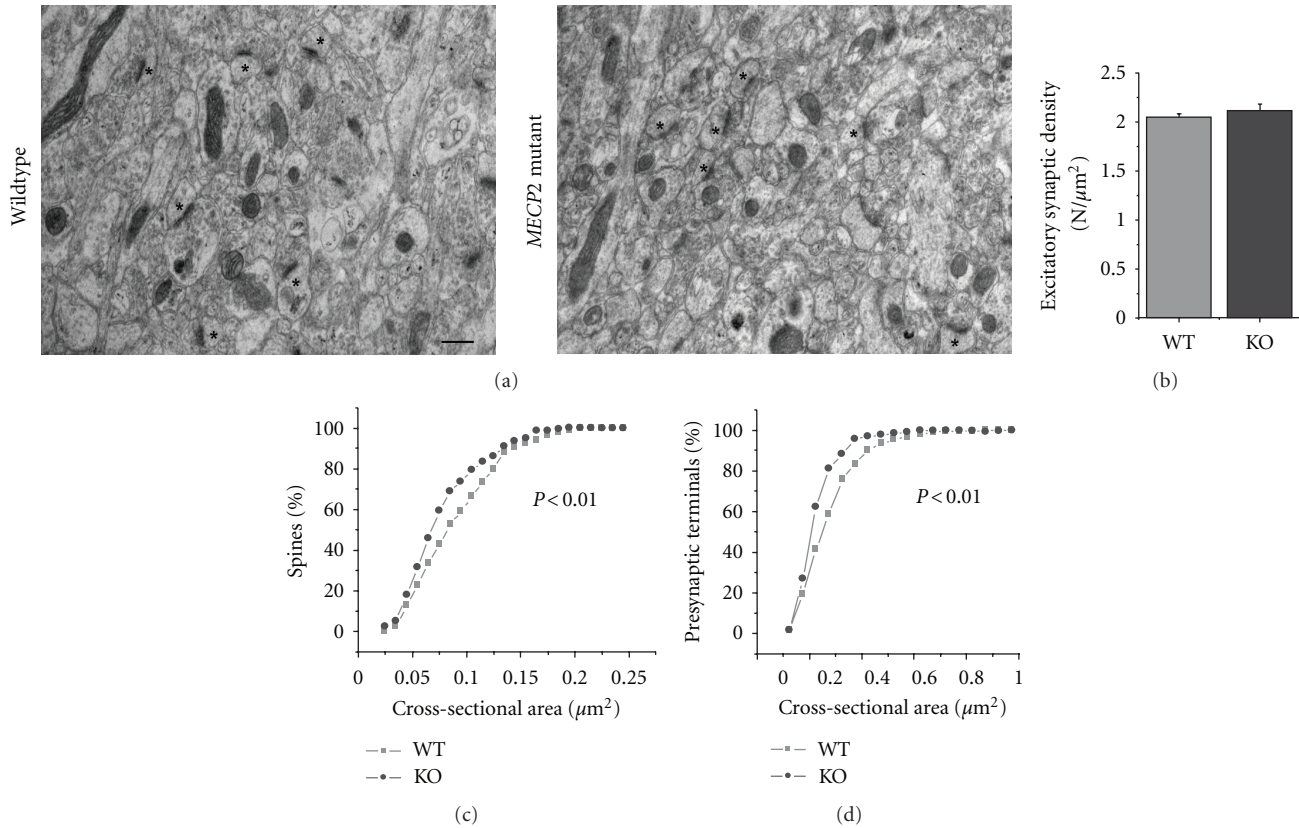 Wildtype
*
*
*
*
*
*
MECP2 mutant
*
*
*
*
*
*
(a)
Excitatory synaptic density
(N/μm²)
2.5
2
1.5
1
0.5
0
WT
KO
(b)
Spines (%)
100
80
60
40
20
0
P < 0.01
0
0.05
0.1
0.15
0.2
0.25
Cross-sectional area (μm²)
WT
KO
(c)
Presynaptic terminals (%)
100
80
60
40
20
0
P < 0.01
0
0.2
0.4
0.6
0.8
1
Cross-sectional area (μm²)
WT
KO
(d)